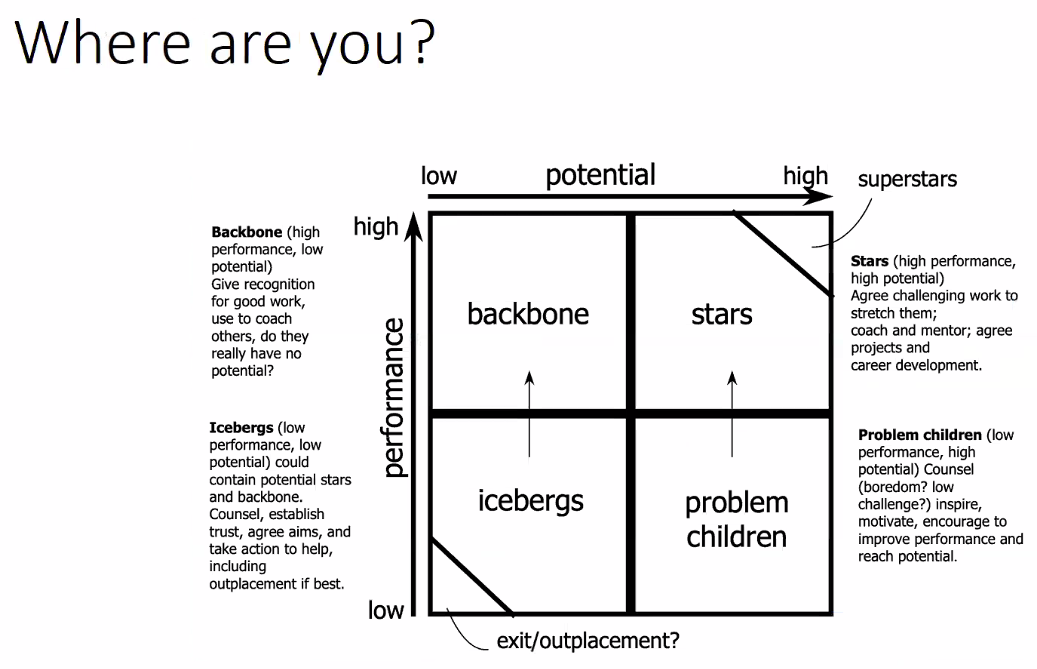 Where are you?
low potential high
superstars
high
performance
low
Backbone (high
performance, low
potential)
Give recognition
for good work,
use to coach
others, do they
really have no
potential?
backbone
stars
Stars (high performance,
high potential)
Agree challenging work to
stretch them;
coach and mentor; agree
projects and
career development.
Icebergs (low
performance, low
potential) could
contain potential stars
and backbone.
Counsel, establish
trust, agree aims, and
take action to help,
including
outplacement if best.
icebergs
problem
children
Problem children (low
performance, high
potential) Counsel
(boredom? low
challenge?) inspire,
motivate, encourage to
improve performance and
reach potential.
exit/outplacement?